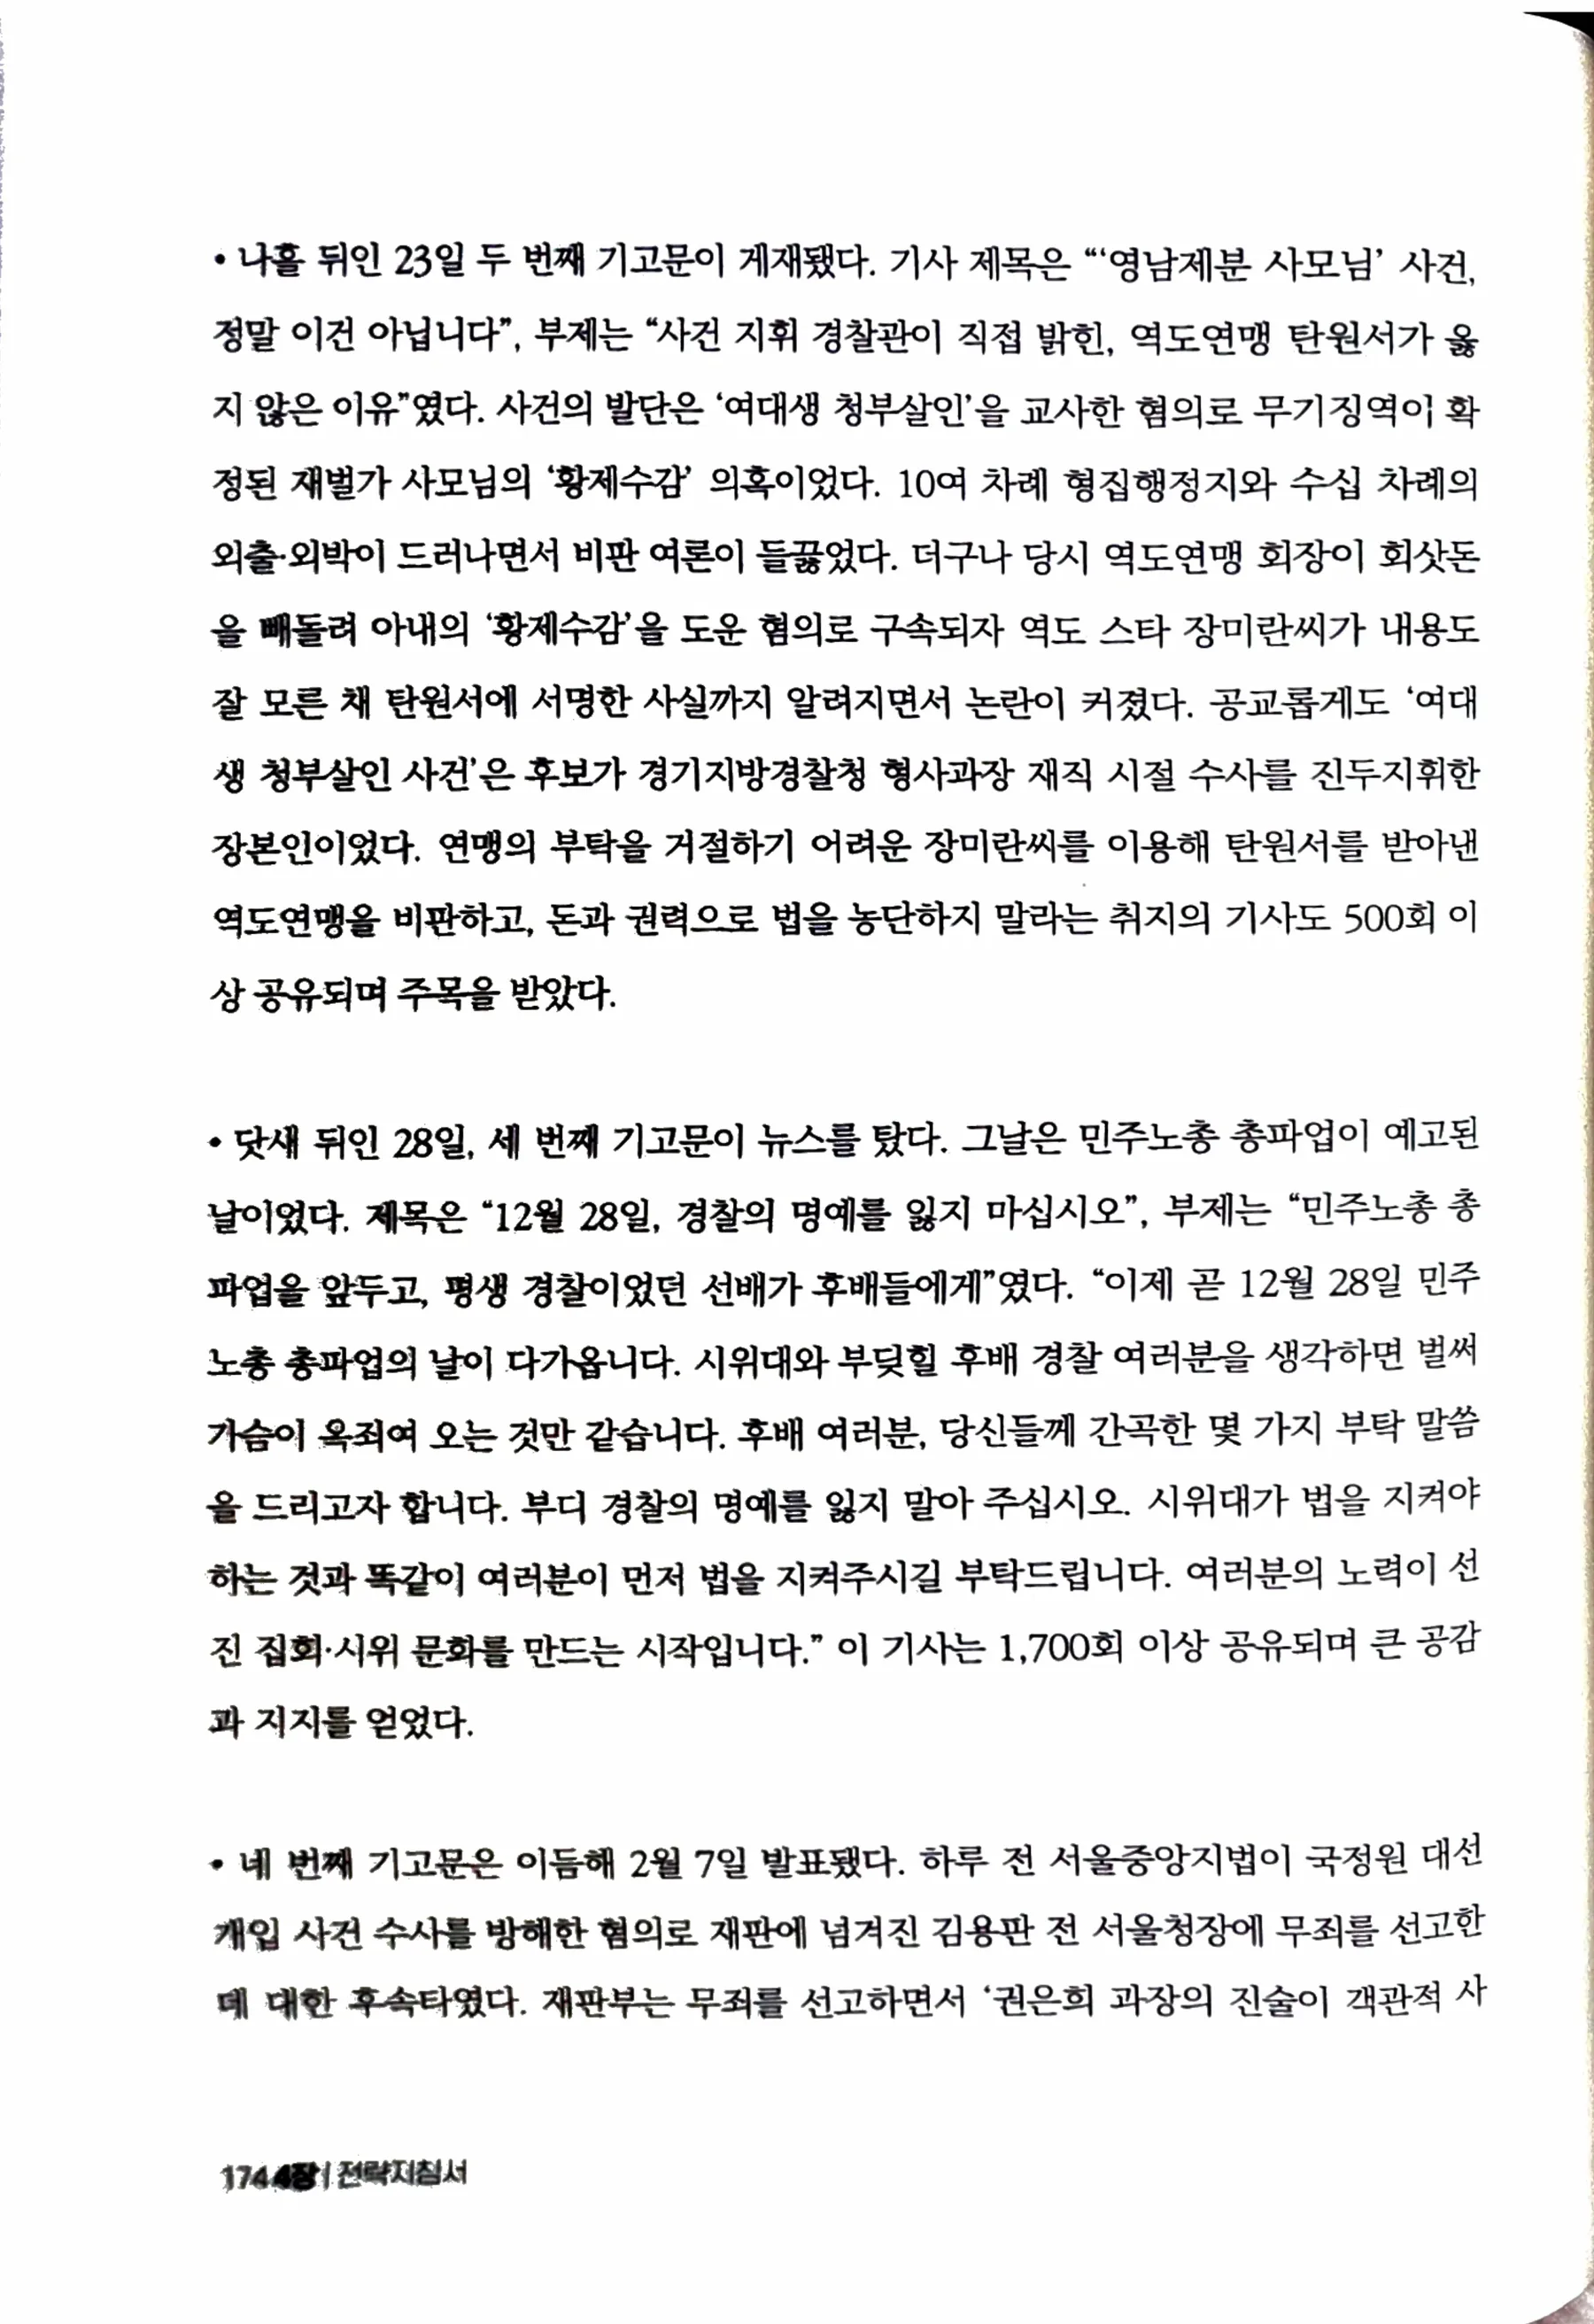 • 나흘 뒤인 23일 두 번째 기고문이 게재됐다. 기사 제목은 “‘영남제분 사모님’ 사건,
정말 이건 아닙니다”, 부제는 “사건 지휘 경찰관이 직접 밝힌, 역도연맹 탄원서가 옳
지 않은 이유”였다. 사건의 발단은 ‘여대생 청부살인’을 교사한 혐의로 무기징역이 확
정된 재벌가 사모님의 ‘황제수감’ 의혹이었다. 10여 차례 형집행정지와 수십 차례의
외출·외박이 드러나면서 비판 여론이 들끓었다. 더구나 당시 역도연맹 회장이 회삿돈
을 빼돌려 아내의 ‘황제수감’을 도운 혐의로 구속되자 역도 스타 장미란씨가 내용도
잘 모른 채 탄원서에 서명한 사실까지 알려지면서 논란이 커졌다. 공교롭게도 ‘여대
생 청부살인 사건’은 후보가 경기지방경찰청 형사과장 재직 시절 수사를 진두지휘한
장본인이었다. 연맹의 부탁을 거절하기 어려운 장미란씨를 이용해 탄원서를 받아낸
역도연맹을 비판하고, 돈과 권력으로 법을 농단하지 말라는 취지의 기사도 500회 이
상 공유되며 주목을 받았다.
• 닷새 뒤인 28일, 세 번째 기고문이 뉴스를 탔다. 그날은 민주노총 총파업이 예고된
날이었다. 제목은 “12월 28일, 경찰의 명예를 잃지 마십시오”, 부제는 “민주노총 총
파업을 앞두고, 평생 경찰이었던 선배가 후배들에게”였다. “이제 곧 12월 28일 민주
노총 총파업의 날이 다가옵니다. 시위대와 부딪힐 후배 경찰 여러분을 생각하면 벌써
가슴이 옥죄여 오는 것만 같습니다. 후배 여러분, 당신들께 간곡한 몇 가지 부탁 말씀
을 드리고자 합니다. 부디 경찰의 명예를 잃지 말아 주십시오. 시위대가 법을 지켜야
하는 것과 똑같이 여러분이 먼저 법을 지켜주시길 부탁드립니다. 여러분의 노력이 선
진 집회·시위 문화를 만드는 시작입니다.” 이 기사는 1,700회 이상 공유되며 큰 공감
과 지지를 얻었다.
• 네 번째 기고문은 이듬해 2월 7일 발표됐다. 하루 전 서울중앙지법이 국정원 대선
개입 사건 수사를 방해한 혐의로 재판에 넘겨진 김용판 전 서울청장에 무죄를 선고한
데 대한 후속타였다. 재판부는 무죄를 선고하면서 ‘권은희 과장의 진술이 객관적 사
174 4장 | 전략지침서